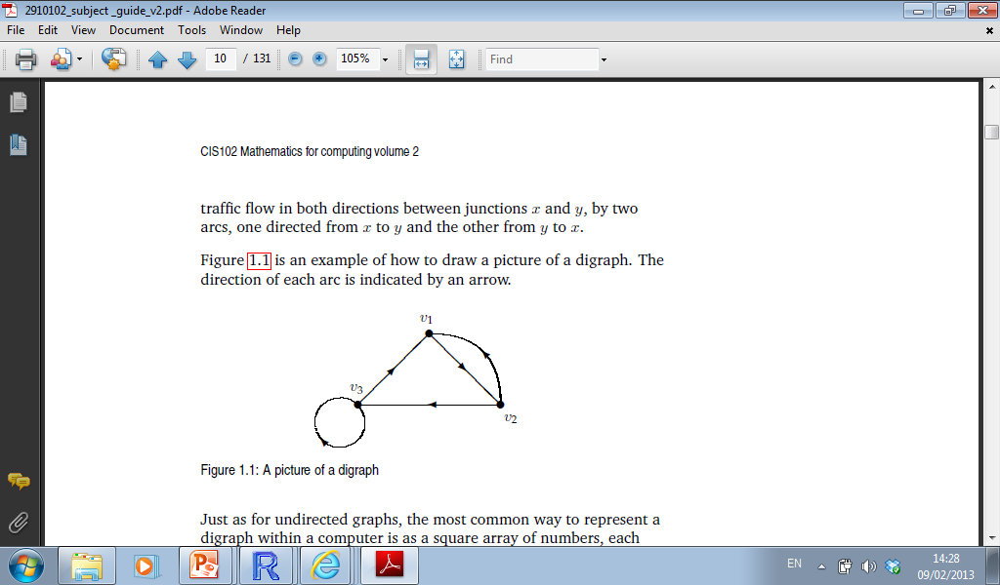 2910102_subject _guide_v2.pdf - Adobe Reader
File Edit View Document Tools Window Help
10 / 131 105% Find
CIS102 Mathematics for computing volume 2
traffic flow in both directions between junctions x and y, by two
arcs, one directed from x to y and the other from y to x.
Figure 1.1 is an example of how to draw a picture of a digraph. The
direction of each arc is indicated by an arrow.
v1
v3
v2
Figure 1.1: A picture of a digraph
Just as for undirected graphs, the most common way to represent a
digraph within a computer is as a square array of numbers, each
EN 14:28
09/02/2013